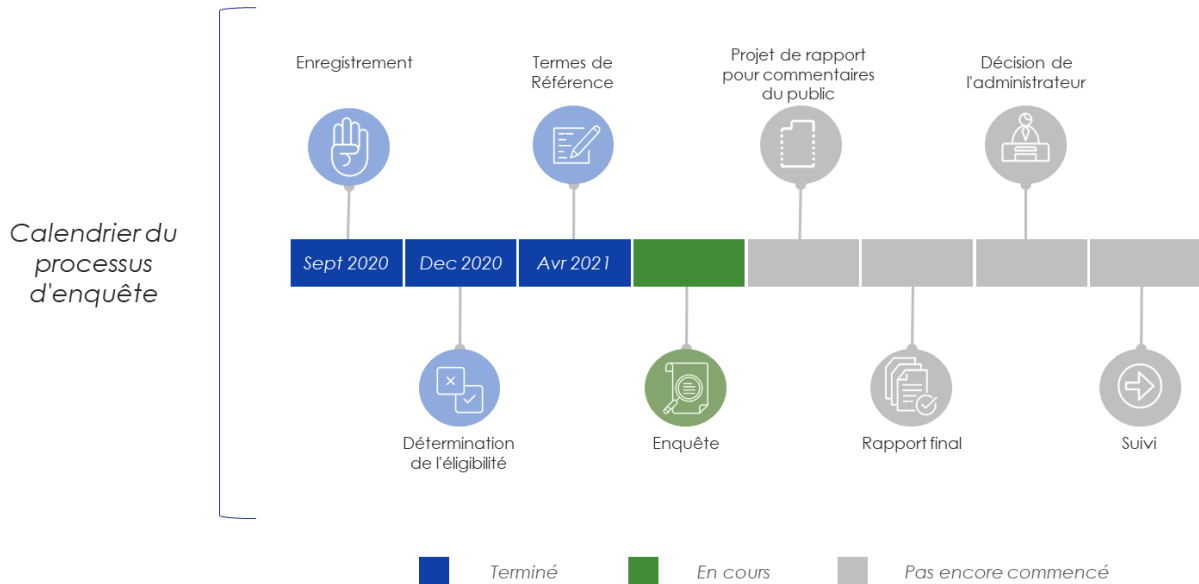 Calendrier du
processus
d'enquête
Enregistrement
Termes de
Référence
Projet de rapport
pour commentaires
du public
Décision de
l'administrateur
Sept 2020
Dec 2020
Avr 2021
Détermination
de l'éligibilité
Enquête
Rapport final
Suivi
Terminé
En cours
Pas encore commencé